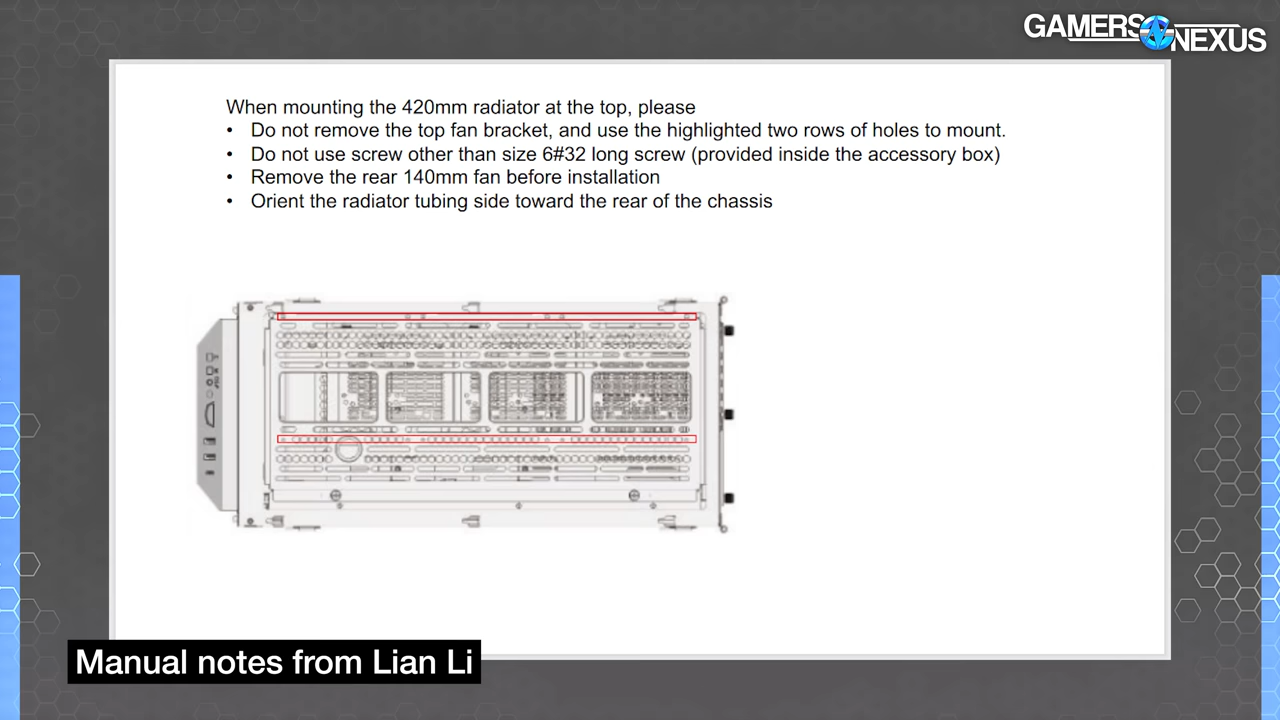 GAMERS NEXUS
When mounting the 420mm radiator at the top, please
• Do not remove the top fan bracket, and use the highlighted two rows of holes to mount.
• Do not use screw other than size 6#32 long screw (provided inside the accessory box)
• Remove the rear 140mm fan before installation
• Orient the radiator tubing side toward the rear of the chassis
Manual notes from Lian Li